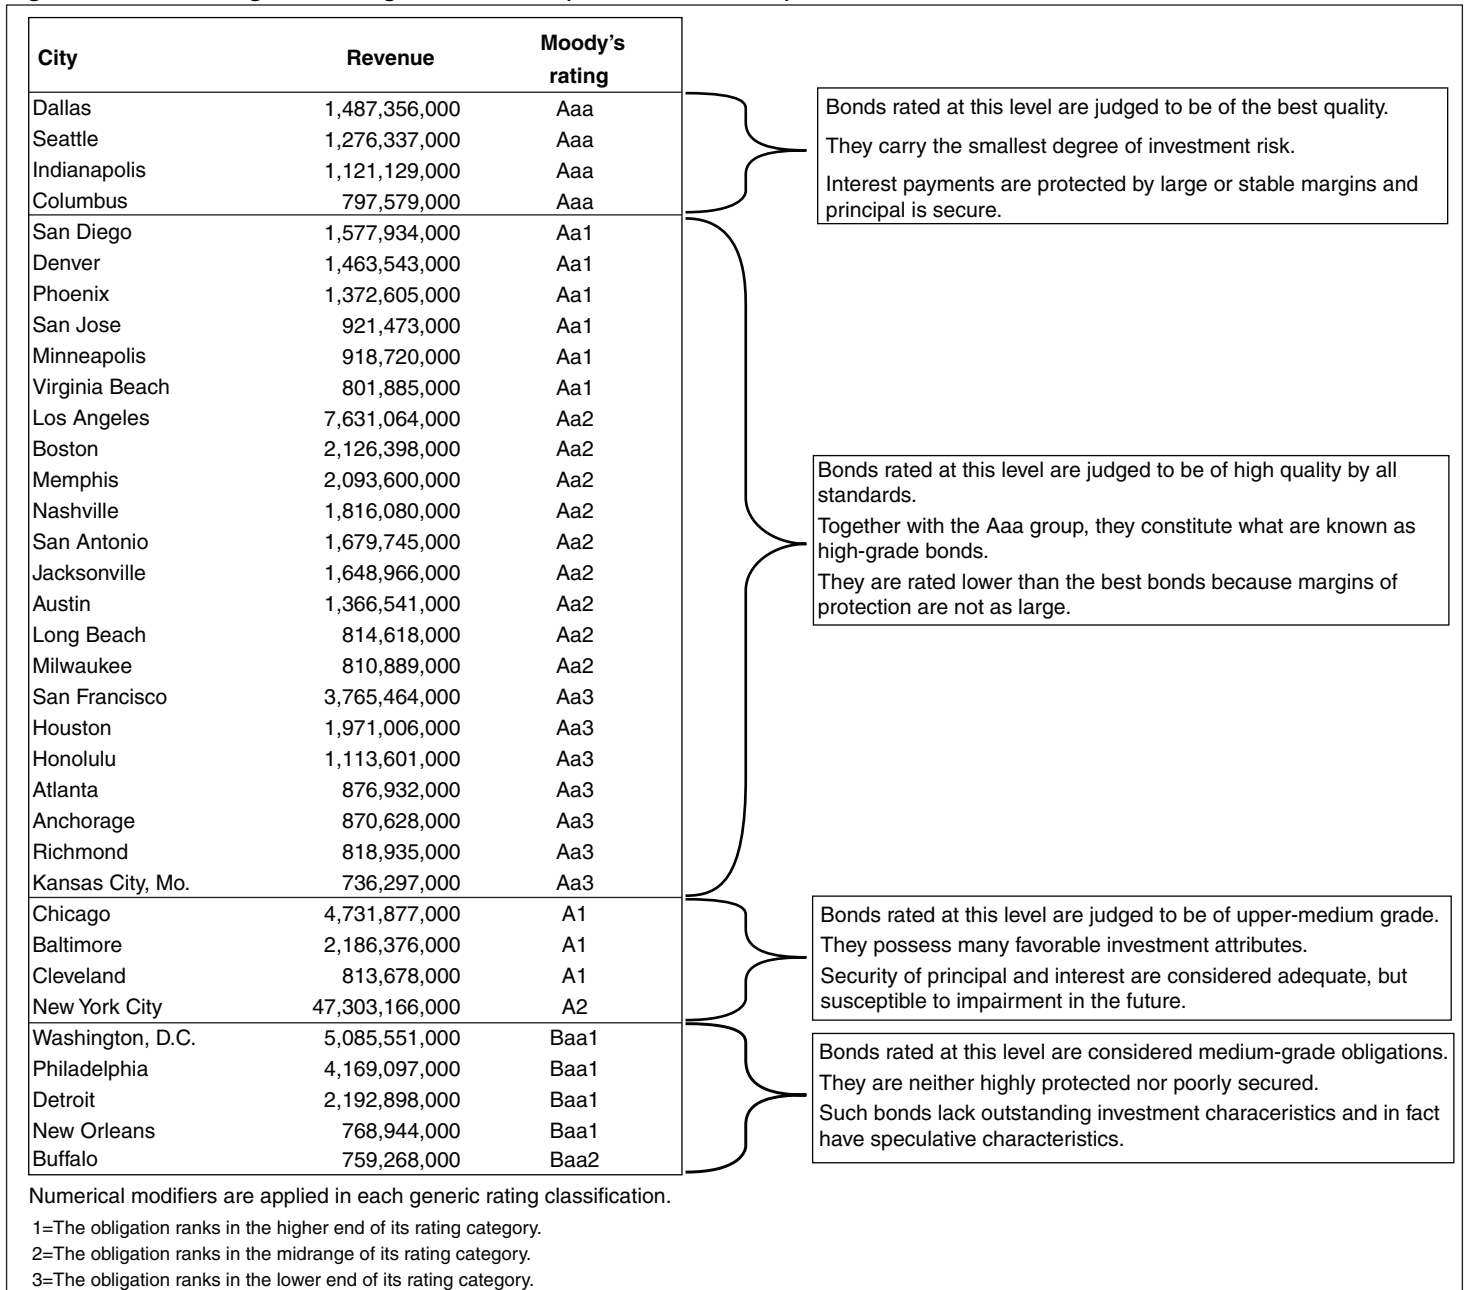 City Revenue Moody's rating
Dallas 1,487,356,000 Aaa
Seattle 1,276,337,000 Aaa
Indianapolis 1,121,129,000 Aaa
Columbus 797,579,000 Aaa
Bonds rated at this level are judged to be of the best quality.
They carry the smallest degree of investment risk.
Interest payments are protected by large or stable margins and
principal is secure.
San Diego 1,577,934,000 Aa1
Denver 1,463,543,000 Aa1
Phoenix 1,372,605,000 Aa1
San Jose 921,473,000 Aa1
Minneapolis 918,720,000 Aa1
Virginia Beach 801,885,000 Aa1
Los Angeles 7,631,064,000 Aa2
Boston 2,126,398,000 Aa2
Memphis 2,093,600,000 Aa2
Nashville 1,816,080,000 Aa2
San Antonio 1,679,745,000 Aa2
Jacksonville 1,648,966,000 Aa2
Austin 1,366,541,000 Aa2
Long Beach 814,618,000 Aa2
Milwaukee 810,889,000 Aa2
San Francisco 3,765,464,000 Aa3
Houston 1,971,006,000 Aa3
Honolulu 1,113,601,000 Aa3
Atlanta 876,932,000 Aa3
Anchorage 870,628,000 Aa3
Richmond 818,935,000 Aa3
Kansas City, Mo. 736,297,000 Aa3
Bonds rated at this level are judged to be of high quality by all
standards.
Together with the Aaa group, they constitute what are known as
high-grade bonds.
They are rated lower than the best bonds because margins of
protection are not as large.
Chicago 4,731,877,000 A1
Baltimore 2,186,376,000 A1
Cleveland 813,678,000 A1
New York City 47,303,166,000 A2
Bonds rated at this level are judged to be of upper-medium grade.
They possess many favorable investment attributes.
Security of principal and interest are considered adequate, but
susceptible to impairment in the future.
Washington, D.C. 5,085,551,000 Baa1
Philadelphia 4,169,097,000 Baa1
Detroit 2,192,898,000 Baa1
New Orleans 768,944,000 Baa1
Buffalo 759,268,000 Baa2
Bonds rated at this level are considered medium-grade obligations.
They are neither highly protected nor poorly secured.
Such bonds lack outstanding investment characeristics and in fact
have speculative characteristics.
Numerical modifiers are applied in each generic rating classification.
1=The obligation ranks in the higher end of its rating category.
2=The obligation ranks in the midrange of its rating category.
3=The obligation ranks in the lower end of its rating category.